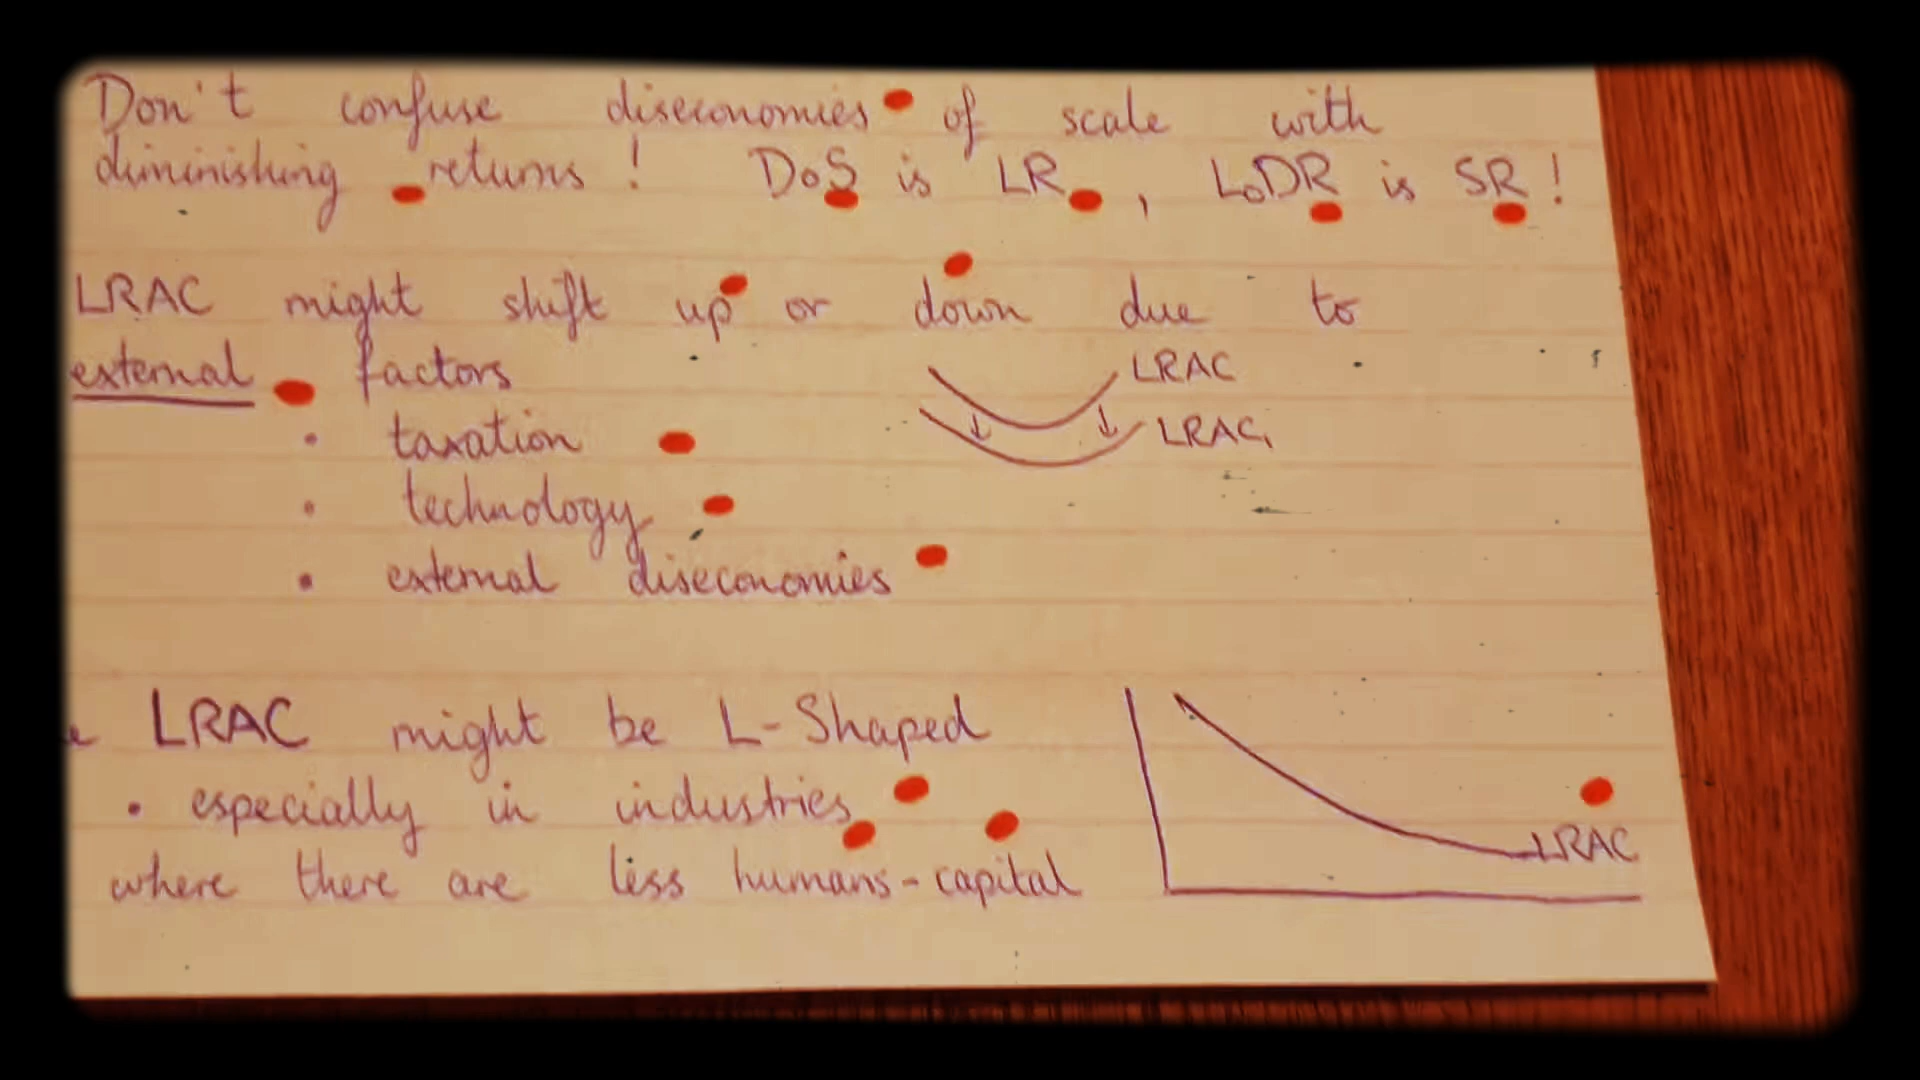 Don't confuse diseconomies of scale with
diminishing returns! DoS is LR, LoDR is SR!
LRAC might shift up or down due to
external factors
LRAC
• taxation
LRAC₁
• technology
• external diseconomies
LRAC might be L-Shaped
• especially in industries
LRAC
where there are less humans-capital